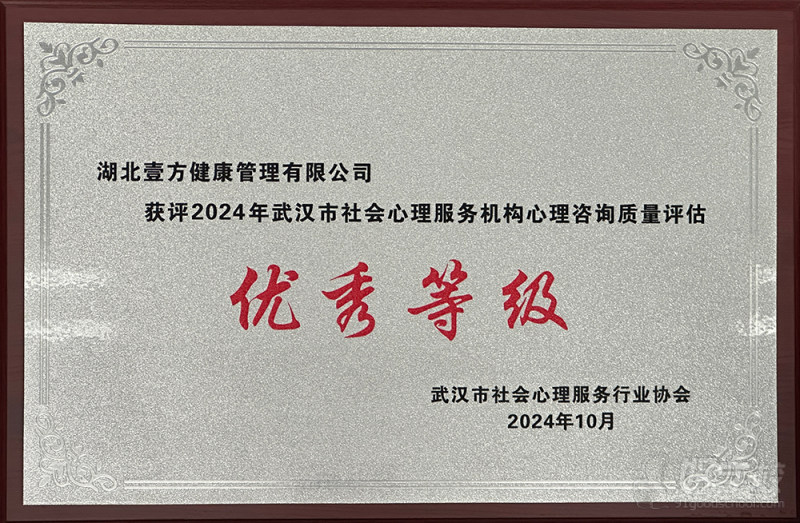 湖北壹方健康管理有限公司
获评2024年武汉市社会心理服务机构心理咨询质量评估
优秀等级
武汉市社会心理服务行业协会
2024年10月
91goodschool.com